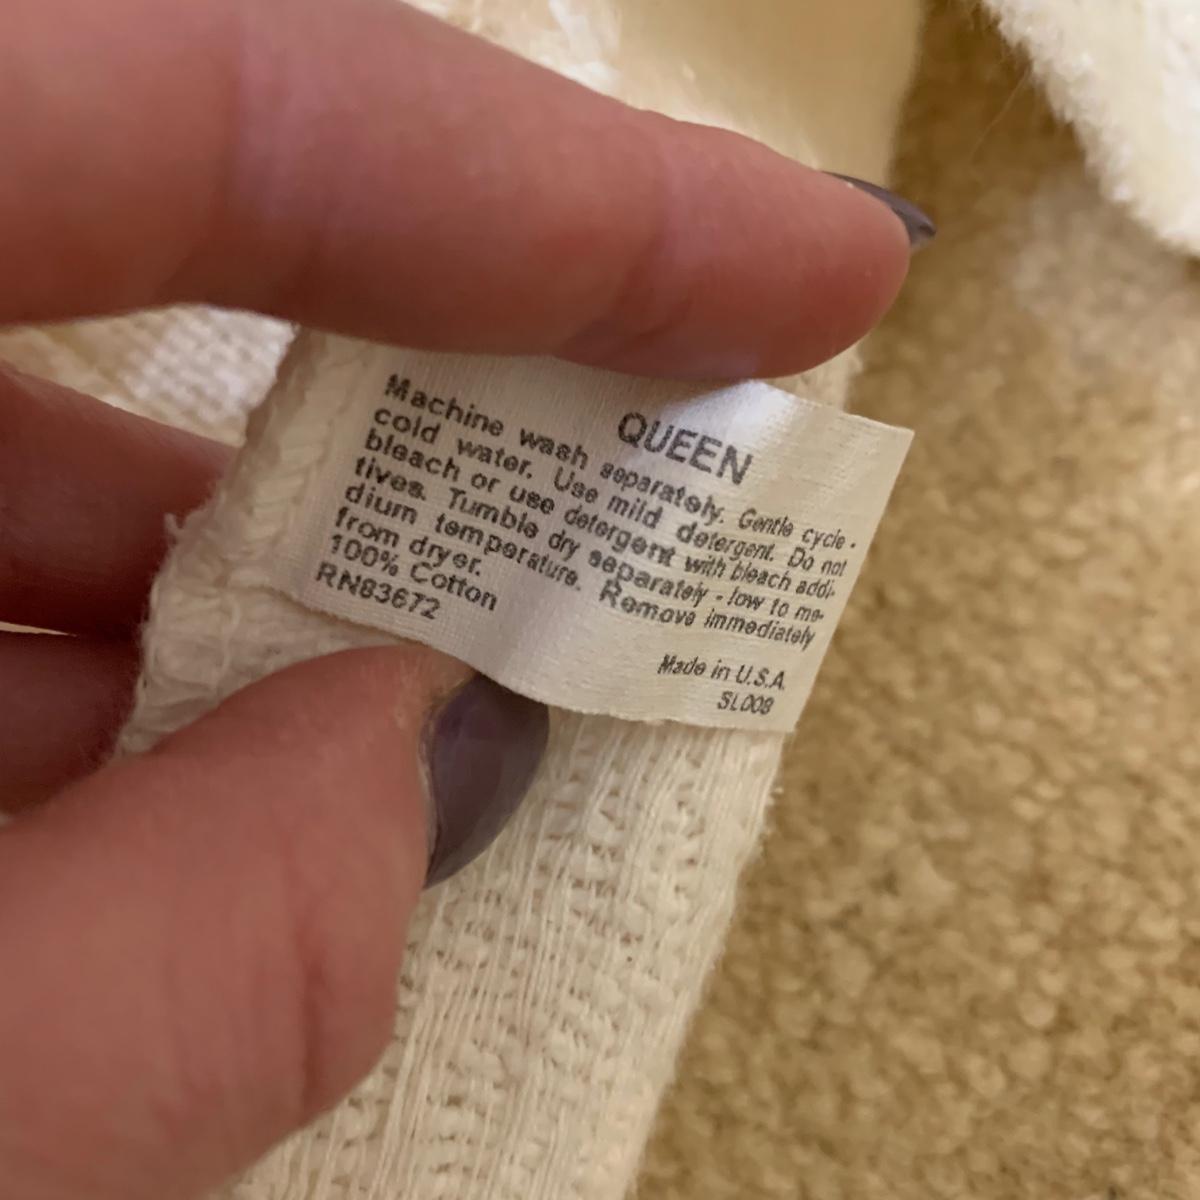 QUEEN
Machine wash separately. Gentle cycle -
cold water. Use mild detergent. Do not
bleach or use detergent with bleach addi-
tives. Tumble dry separately - low to me-
dium temperature. Remove immediately
from dryer.
100% Cotton
RN83672
Made in U.S.A.
SL008